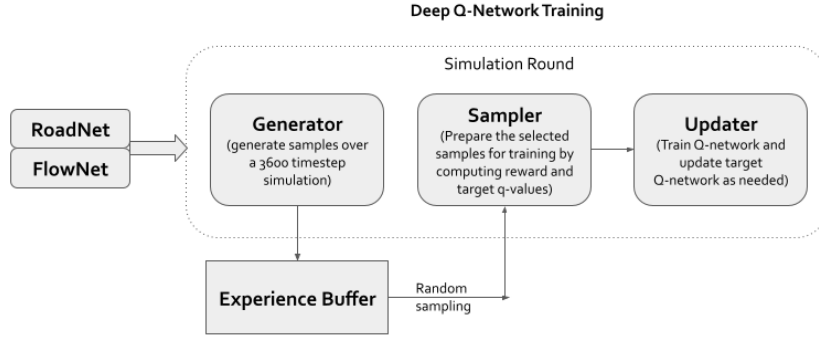 Deep Q-Network Training
Simulation Round
RoadNet
FlowNet
Generator
(generate samples over
a 3600 timestep
simulation)
Sampler
(Prepare the selected
samples for training by
computing reward and
target q-values)
Updater
(Train Q-network and
update target
Q-network as needed)
Experience Buffer
Random
sampling